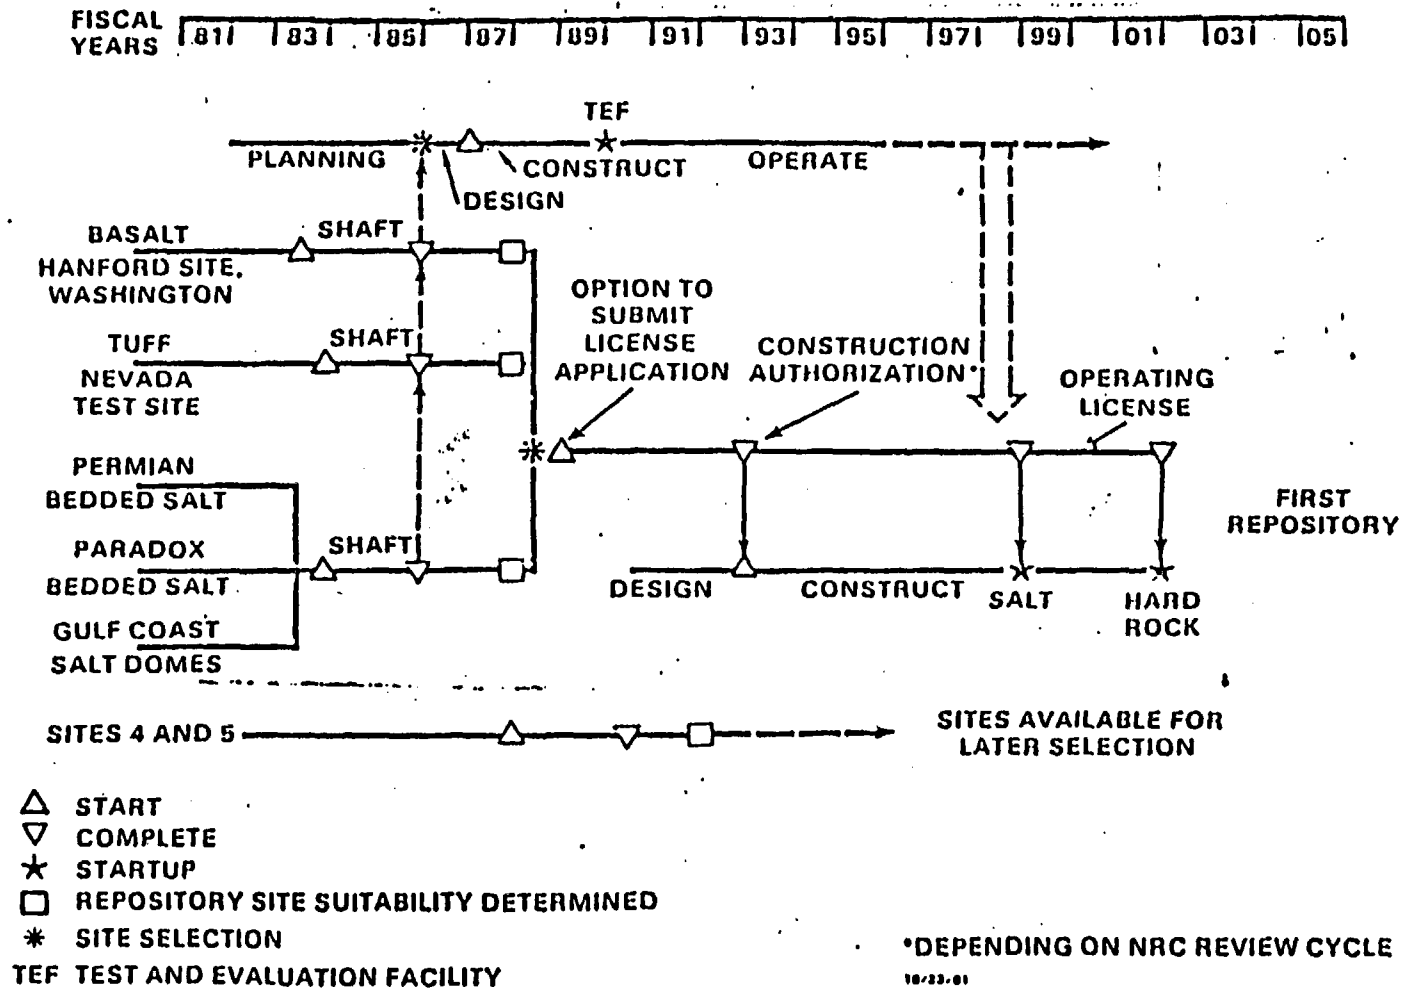 FISCAL
YEARS
81 83 85 87 89 91 93 95 97 99 01 03 05
TEF
PLANNING
CONSTRUCT
OPERATE
DESIGN
BASALT
SHAFT
HANFORD SITE,
WASHINGTON
OPTION TO
SUBMIT
LICENSE
APPLICATION
TUFF
SHAFT
NEVADA
TEST SITE
CONSTRUCTION
AUTHORIZATION*
OPERATING
LICENSE
PERMIAN
BEDDED SALT
FIRST
REPOSITORY
PARADOX
SHAFT
BEDDED SALT
DESIGN
CONSTRUCT
SALT
HARD
ROCK
GULF COAST
SALT DOMES
SITES 4 AND 5
SITES AVAILABLE FOR
LATER SELECTION
START
COMPLETE
STARTUP
REPOSITORY SITE SUITABILITY DETERMINED
SITE SELECTION
TEF TEST AND EVALUATION FACILITY
*DEPENDING ON NRC REVIEW CYCLE
10/23/81